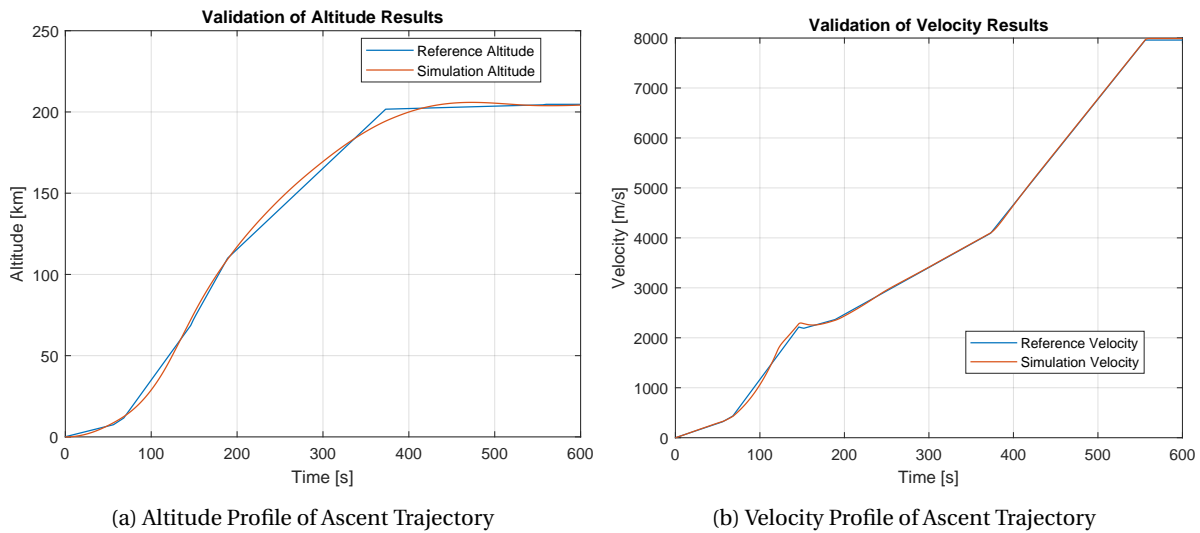 Validation of Altitude Results
250
200
150
100
50
0
Altitude [km]
Reference Altitude
Simulation Altitude
0 100 200 300 400 500 600
Time [s]
(a) Altitude Profile of Ascent Trajectory
Validation of Velocity Results
8000
7000
6000
5000
4000
3000
2000
1000
0
Velocity [m/s]
Reference Velocity
Simulation Velocity
0 100 200 300 400 500 600
Time [s]
(b) Velocity Profile of Ascent Trajectory